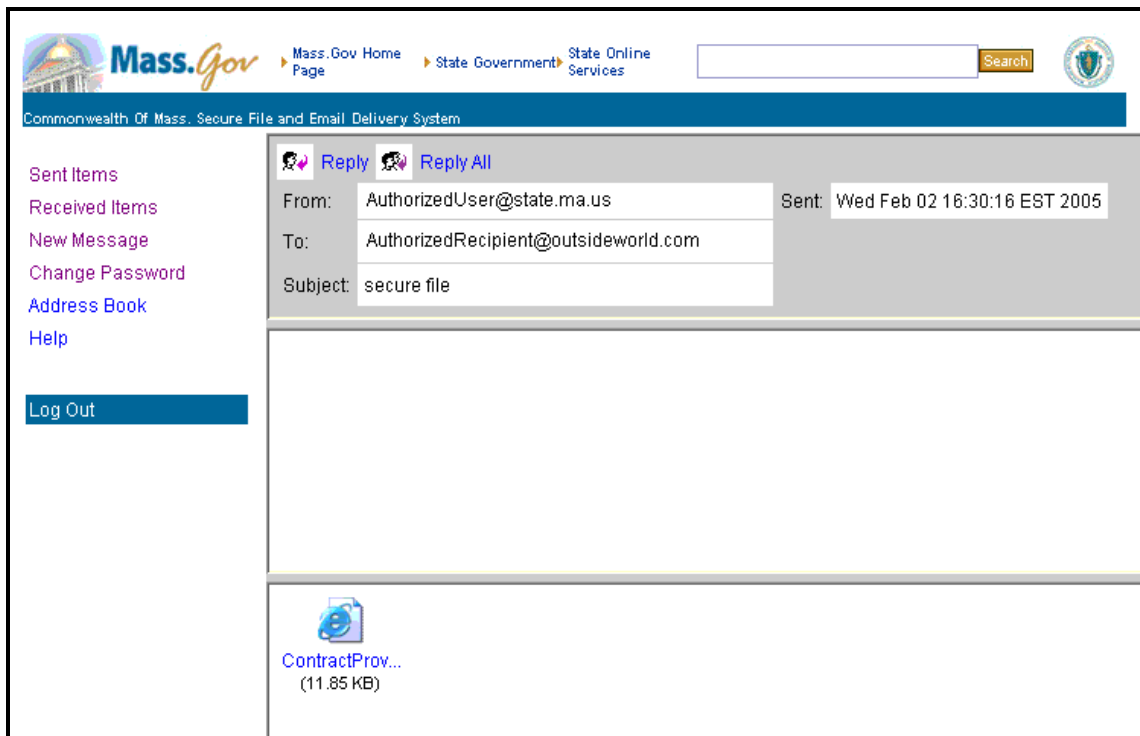 Mass.Gov
Mass.Gov Home Page
State Government
State Online Services
Search
Commonwealth Of Mass. Secure File and Email Delivery System
Sent Items
Received Items
New Message
Change Password
Address Book
Help
Log Out
Reply Reply All
From: AuthorizedUser@state.ma.us Sent: Wed Feb 02 16:30:16 EST 2005
To: AuthorizedRecipient@outsideworld.com
Subject: secure file
ContractProv...
(11.85 KB)